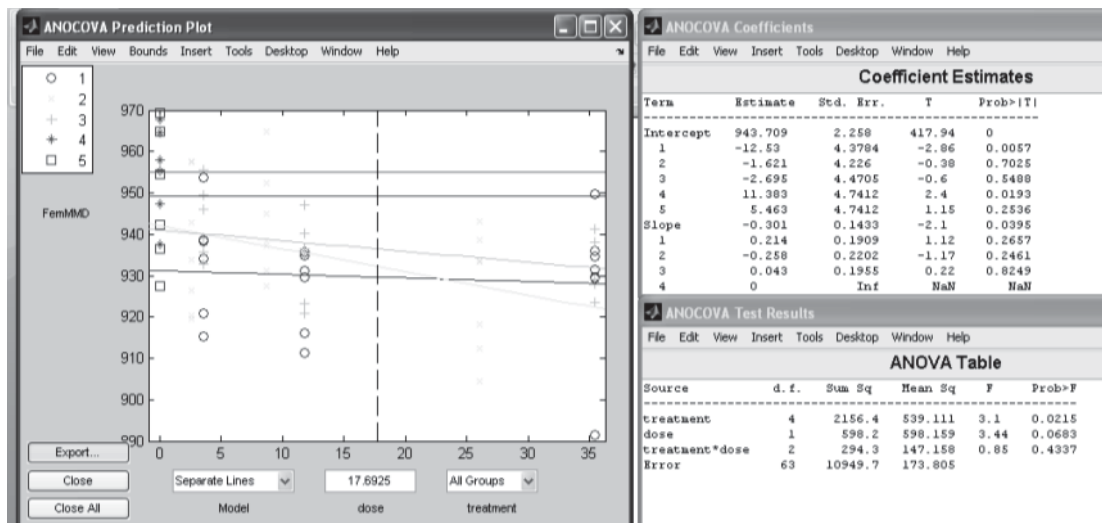 ANOCOVA Prediction Plot
File Edit View Bounds Insert Tools Desktop Window Help
1
2
3
4
5
FemMMD
970
960
950
940
930
920
910
900
890
0 5 10 15 20 25 30 35
Export...
Close
Close All
Separate Lines
17.6925
All Groups
Model
dose
treatment
ANOCOVA Coefficients
File Edit View Insert Tools Desktop Window Help
Coefficient Estimates
Term Estimate Std. Err. T Prob>|T|
Intercept 943.709 2.258 417.94 0
1 -12.53 4.3784 -2.86 0.0057
2 -1.621 4.226 -0.38 0.7025
3 -2.695 4.4705 -0.6 0.5488
4 11.383 4.7412 2.4 0.0193
5 5.463 4.7412 1.15 0.2536
Slope -0.301 0.1433 -2.1 0.0395
1 0.214 0.1909 1.12 0.2657
2 -0.258 0.2202 -1.17 0.2461
3 0.043 0.1955 0.22 0.8249
4 0 Inf NaN NaN
ANOCOVA Test Results
File Edit View Insert Tools Desktop Window Help
ANOVA Table
Source d.f. Sum Sq Mean Sq F Prob>F
treatment 4 2156.4 539.111 3.1 0.0215
dose 1 598.2 598.159 3.44 0.0683
treatment*dose 2 294.3 147.158 0.85 0.4337
Error 63 10949.7 173.805